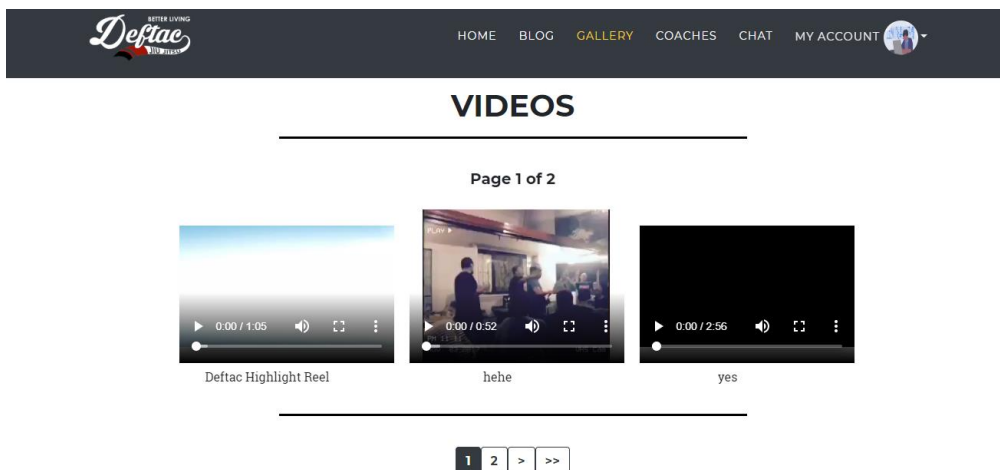 BETTER LIVING
Deftac
JIU JITSU
HOME BLOG GALLERY COACHES CHAT MY ACCOUNT
VIDEOS
Page 1 of 2
PLAY
0:00 / 1:05
0:00 / 0:52
0:00 / 2:56
Deftac Highlight Reel
hehe
yes
1 2 > >>